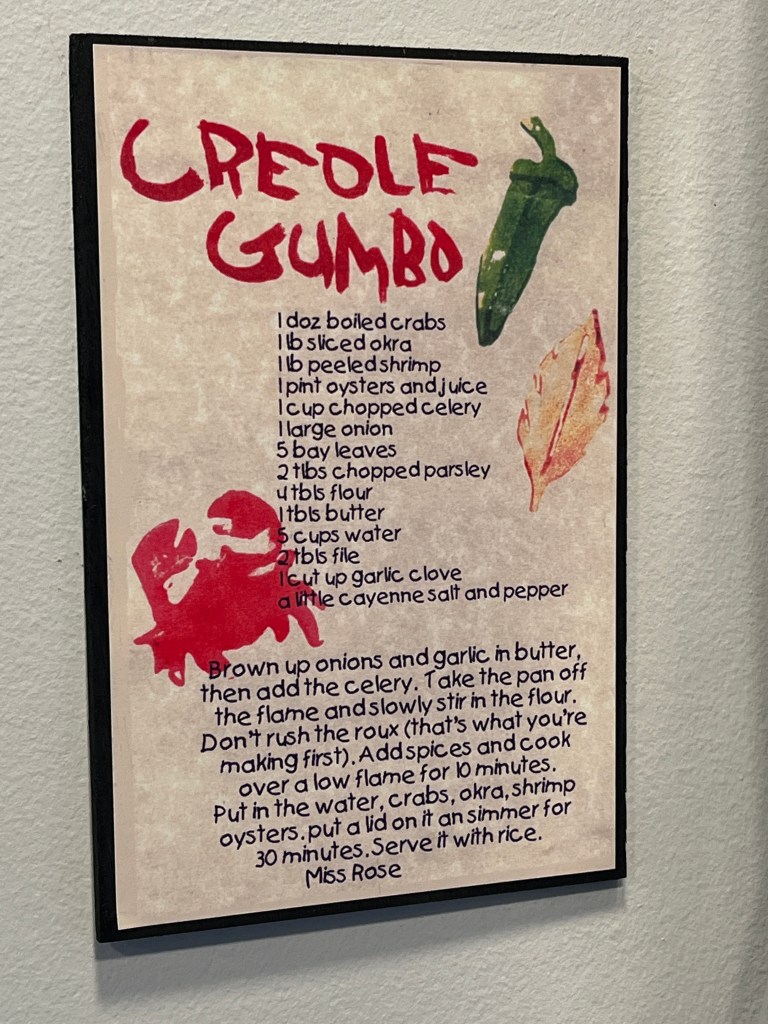 CREOLE
GUMBO
1 doz boiled crabs
1 lb sliced okra
1 lb peeled shrimp
1 pint oysters and juice
1 cup chopped celery
1 large onion
5 bay leaves
2 tlbs chopped parsley
4 tbls flour
1 tbls butter
5 cups water
2 tbls file
1 cut up garlic clove
a little cayenne salt and pepper
Brown up onions and garlic in butter,
then add the celery. Take the pan off
the flame and slowly stir in the flour.
Don't rush the roux (that's what you're
making first). Add spices and cook
over a low flame for 10 minutes.
Put in the water, crabs, okra, shrimp
oysters. put a lid on it an simmer for
30 minutes. Serve it with rice.
Miss Rose